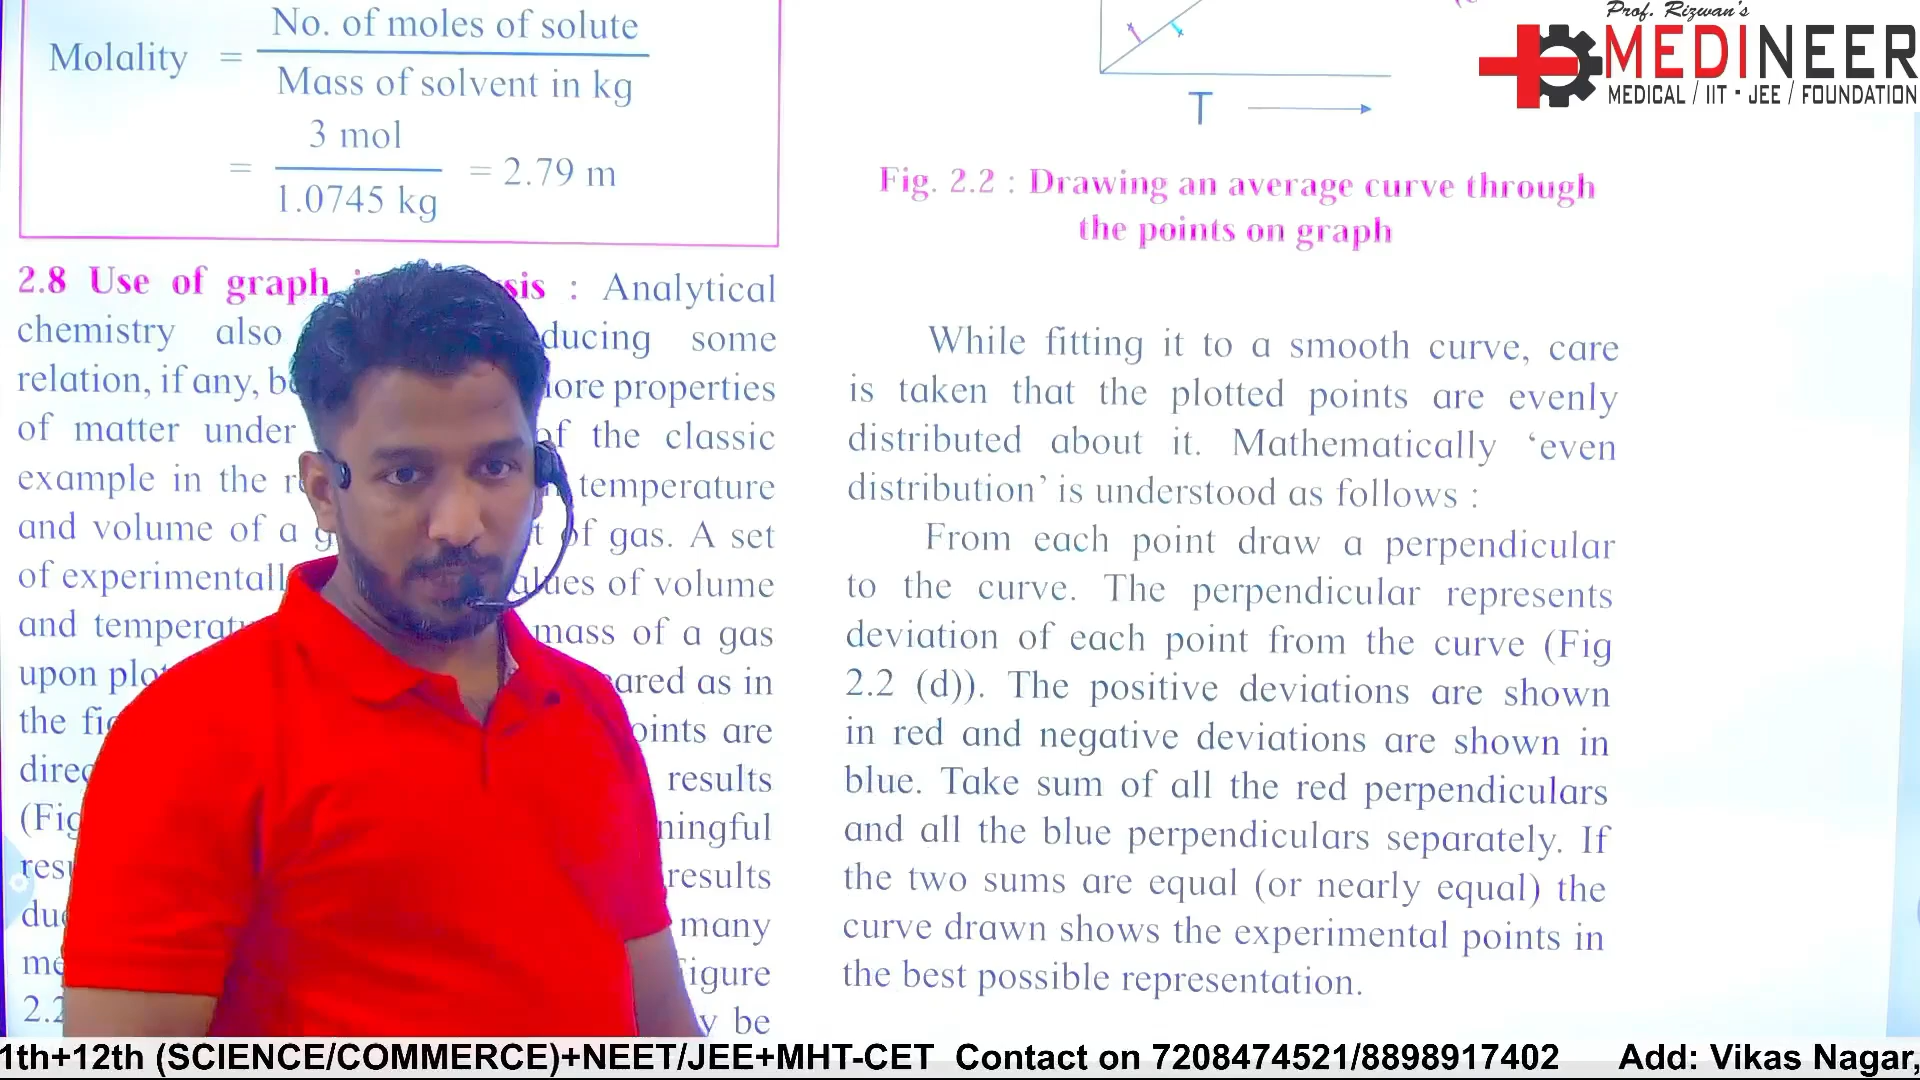 Molality = No. of moles of solute
Mass of solvent in kg
= 3 mol
1.0745 kg
= 2.79 m
2.8 Use of graph sis : Analytical
chemistry also ducing some
relation, if any, b ore properties
of matter under of the classic
example in the r temperature
and volume of a g t of gas. A set
of experimentall alues of volume
and temperat mass of a gas
upon plo ared as in
the fi oints are
direc results
(Fig ningful
resu results
du many
me igure
2.2 y be
T
Fig. 2.2 : Drawing an average curve through
the points on graph
While fitting it to a smooth curve, care
is taken that the plotted points are evenly
distributed about it. Mathematically ‘even
distribution’ is understood as follows :
From each point draw a perpendicular
to the curve. The perpendicular represents
deviation of each point from the curve (Fig
2.2 (d)). The positive deviations are shown
in red and negative deviations are shown in
blue. Take sum of all the red perpendiculars
and all the blue perpendiculars separately. If
the two sums are equal (or nearly equal) the
curve drawn shows the experimental points in
the best possible representation.
Prof. Rizwan's
MEDINEER
MEDICAL / IIT - JEE / FOUNDATION
1th+12th (SCIENCE/COMMERCE)+NEET/JEE+MHT-CET Contact on 7208474521/8898917402 Add: Vikas Nagar,